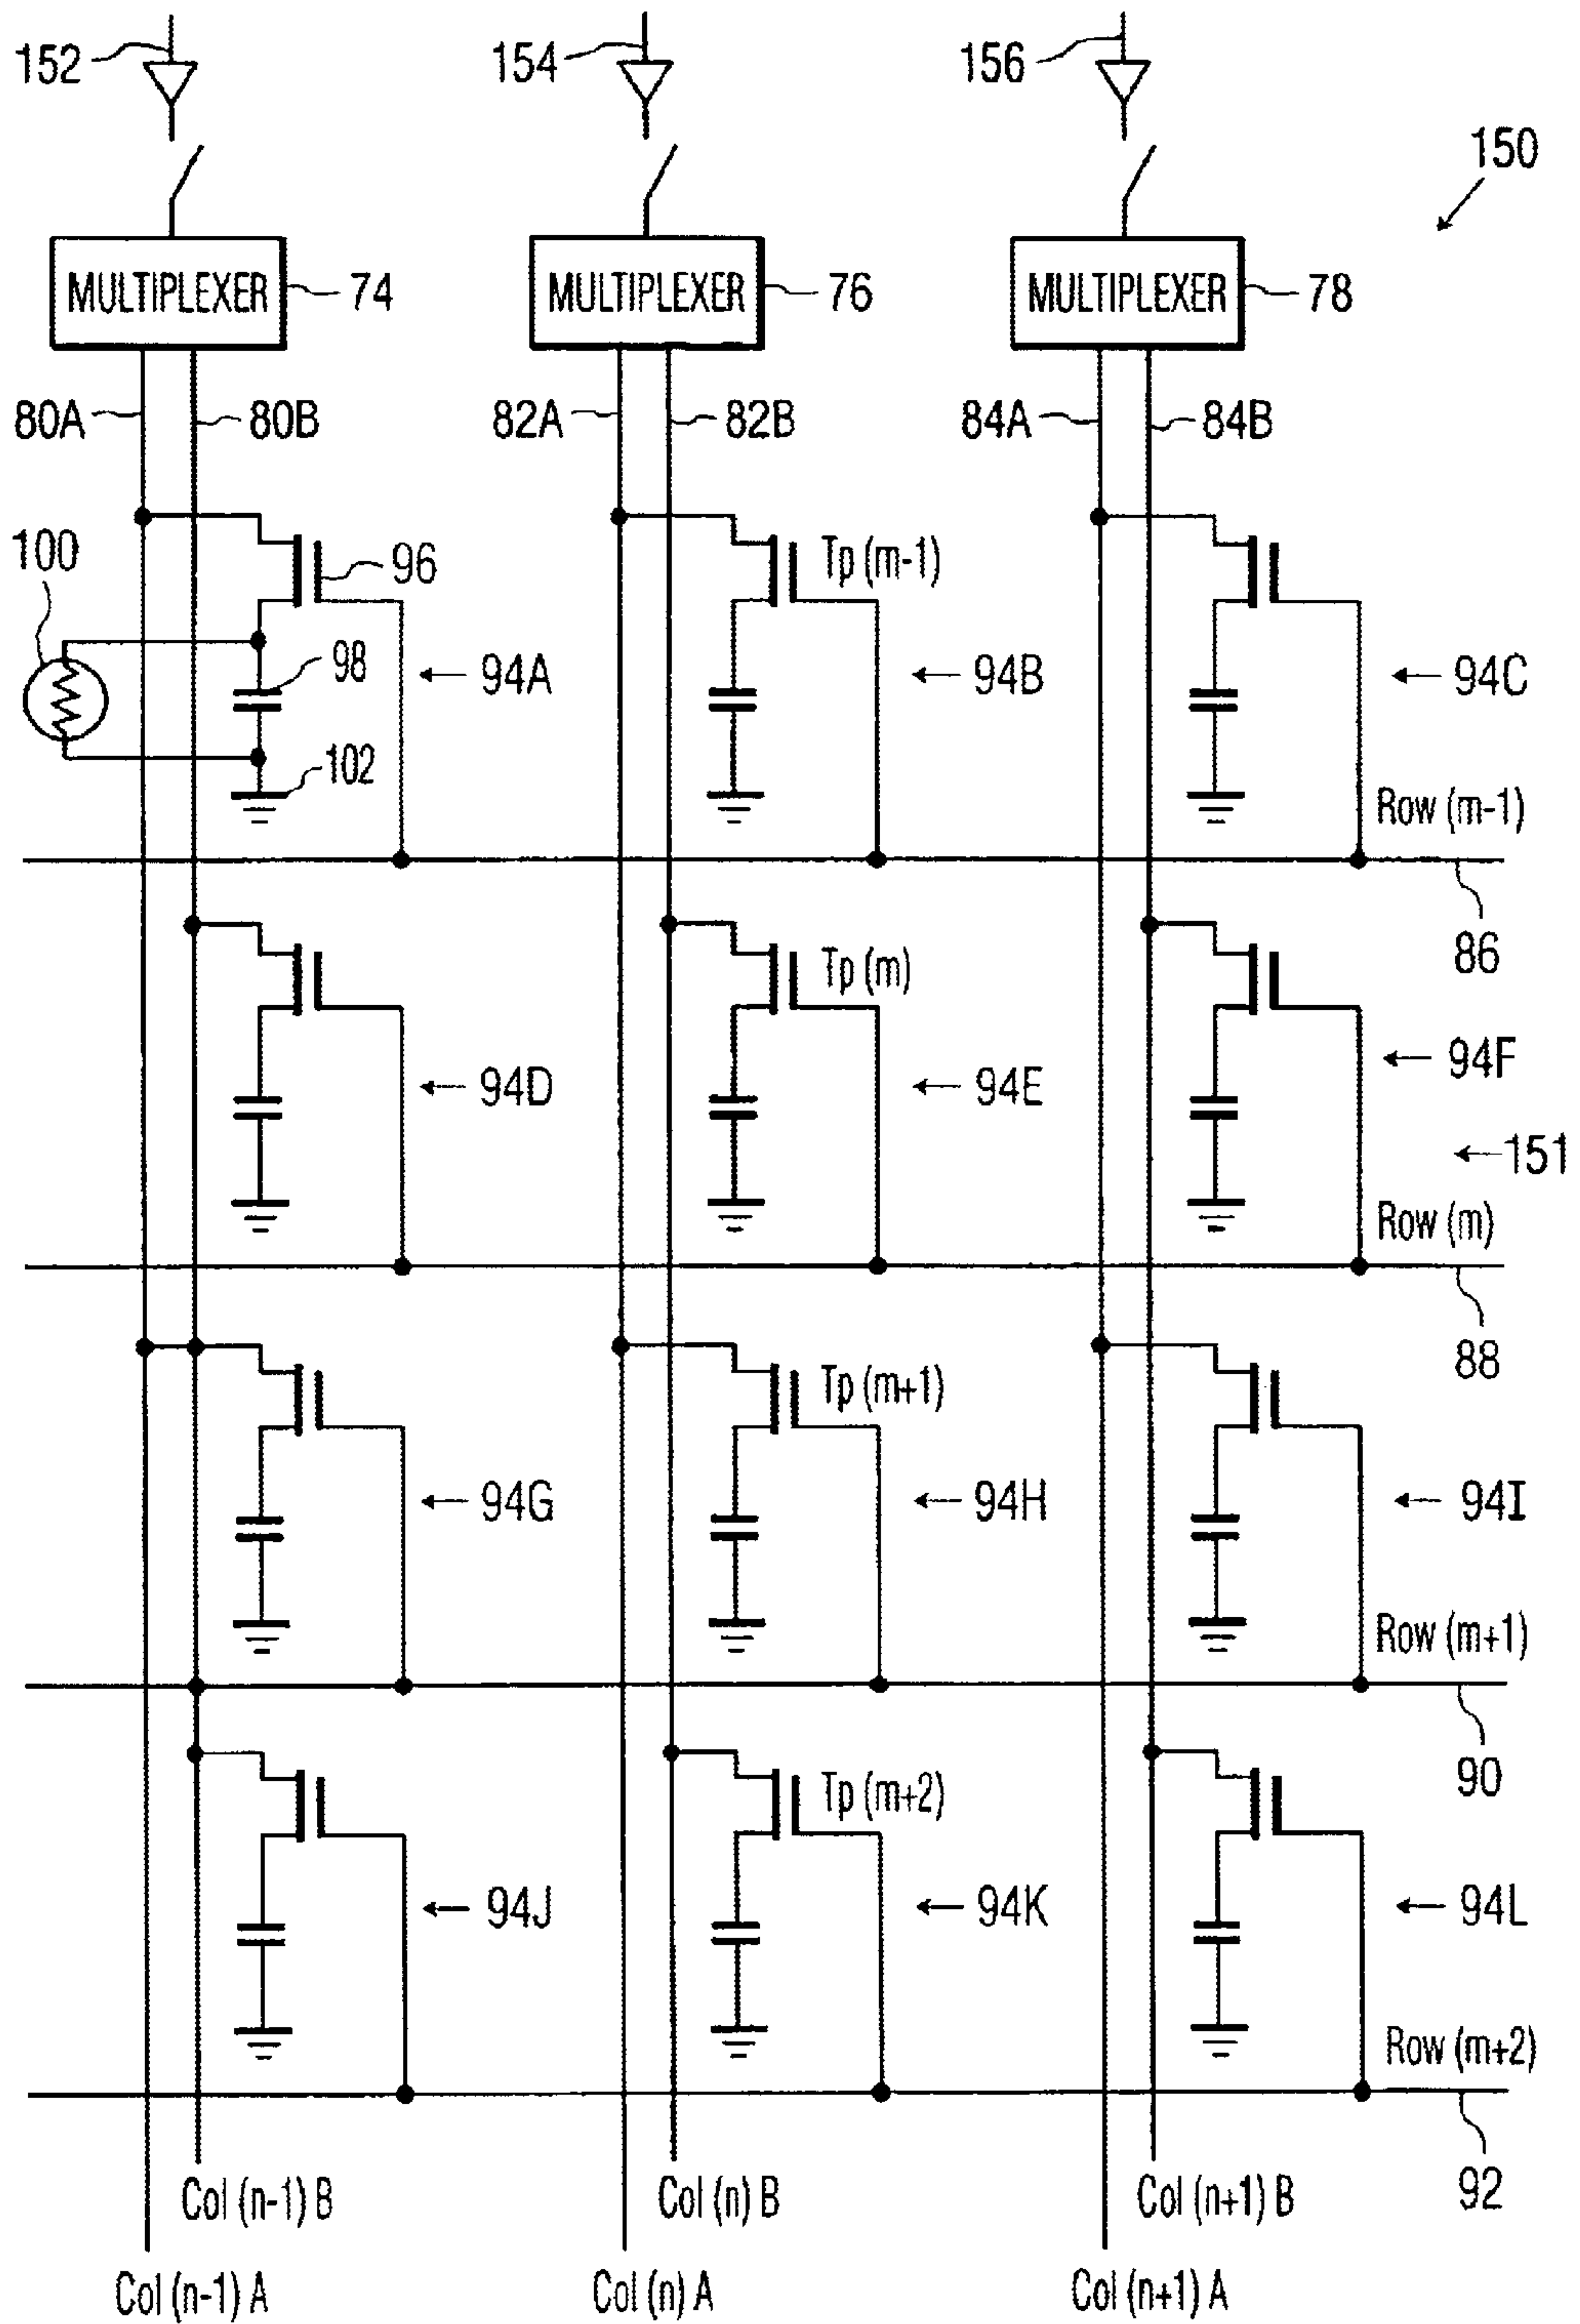 152 154 156
150
MULTIPLEXER 74 MULTIPLEXER 76 MULTIPLEXER 78
80A 80B 82A 82B 84A 84B
100 96 Tp (m-1)
98 94A 94B 94C
102
Row (m-1)
86
Tp (m)
94D 94E 94F
151
Row (m)
88
Tp (m+1)
94G 94H 94I
Row (m+1)
90
Tp (m+2)
94J 94K 94L
Row (m+2)
92
Col (n-1) B Col (n) B Col (n+1) B
Col (n-1) A Col (n) A Col (n+1) A